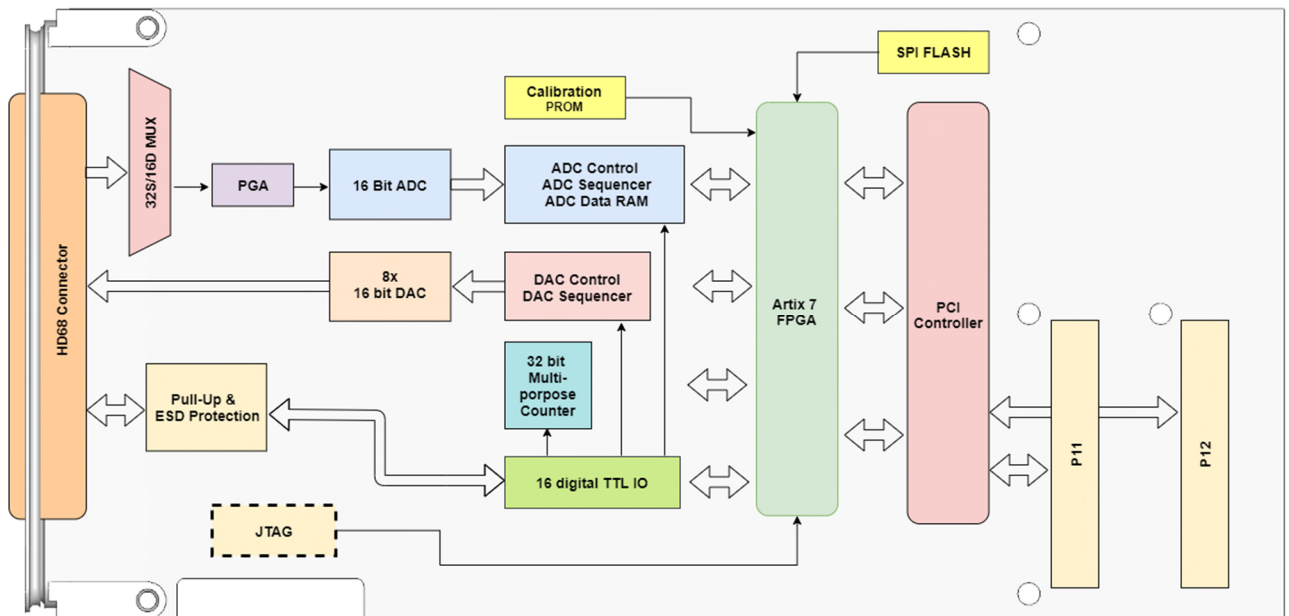 SPI FLASH
Calibration
PROM
HD68 Connector
32S/16D MUX
PGA
16 Bit ADC
ADC Control
ADC Sequencer
ADC Data RAM
8x
16 bit DAC
DAC Control
DAC Sequencer
Artix 7
FPGA
PCI
Controller
32 bit
Multi-
porpose
Counter
Pull-Up &
ESD Protection
16 digital TTL IO
JTAG
P11
P12